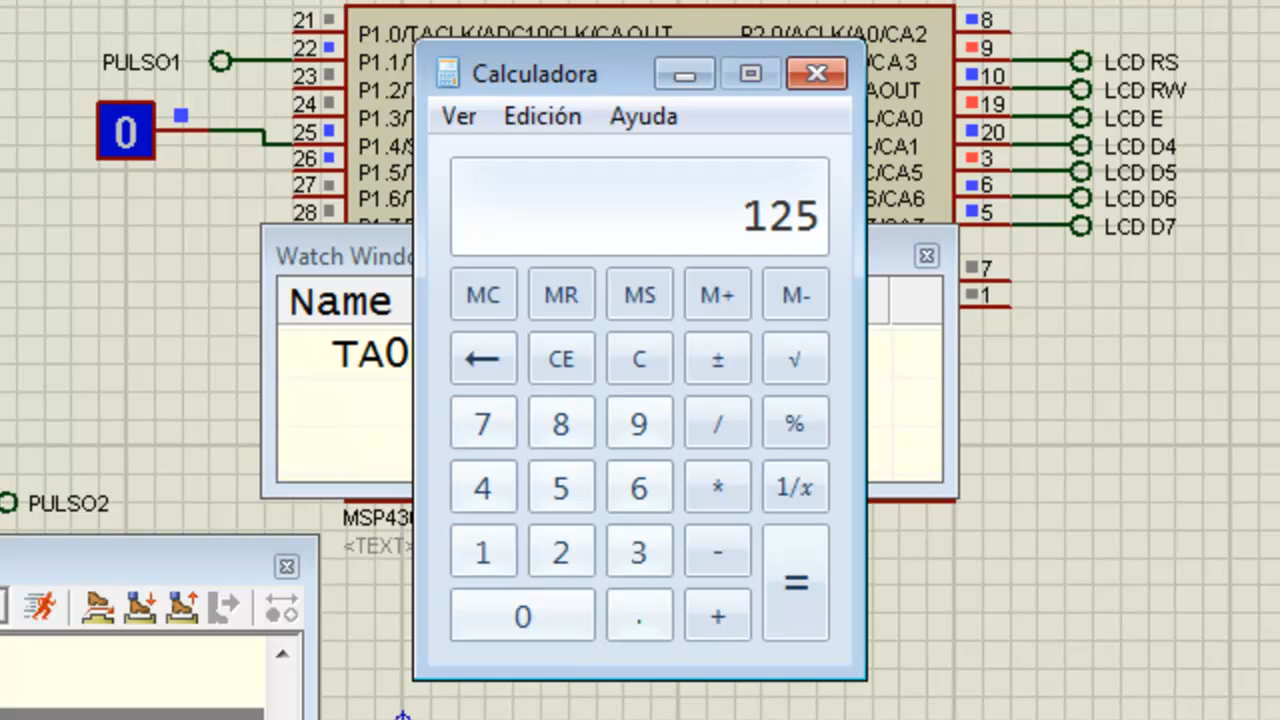 21
22
23
24
25
26
27
28
PULSO1
0
P1.0/TACLK/ADC10CLK/CAOUT
P2.0/ACLK/A0/CA2
P1.1/
P1.2/
P1.3/
P1.4/
P1.5/
P1.6/
/CA3
AOUT
/CA0
/CA1
/CA5
/CA6
8
9
10
19
20
3
6
5
7
1
LCD RS
LCD RW
LCD E
LCD D4
LCD D5
LCD D6
LCD D7
Calculadora
Ver Edición Ayuda
125
MC MR MS M+ M-
← CE C ± √
7 8 9 / %
4 5 6 * 1/x
1 2 3 - =
0 . +
Watch Windo
Name
TA0
PULSO2
MSP43
<TEXT>